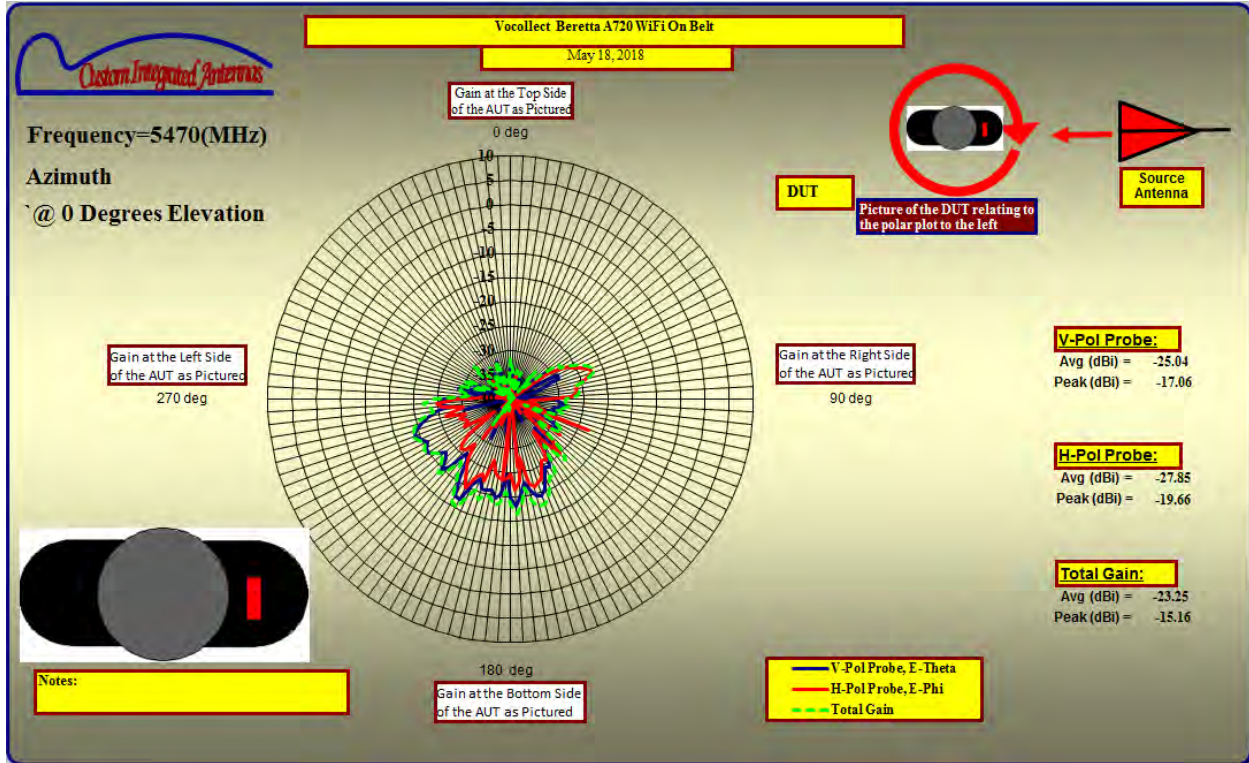 Vocollect Beretta A720 WiFi On Belt
May 18, 2018
Custom Integrated Antennas
Frequency=5470(MHz)
Azimuth
`@ 0 Degrees Elevation
Gain at the Top Side
of the AUT as Pictured
0 deg
10
5
0
-5
-10
-15
-20
-25
-30
-35
DUT
Picture of the DUT relating to
the polar plot to the left
Source
Antenna
Gain at the Left Side
of the AUT as Pictured
270 deg
Gain at the Right Side
of the AUT as Pictured
90 deg
V-Pol Probe:
Avg (dBi) = -25.04
Peak (dBi) = -17.06
H-Pol Probe:
Avg (dBi) = -27.85
Peak (dBi) = -19.66
Total Gain:
Avg (dBi) = -23.25
Peak (dBi) = -15.16
180 deg
Gain at the Bottom Side
of the AUT as Pictured
Notes:
V-Pol Probe, E-Theta
H-Pol Probe, E-Phi
Total Gain